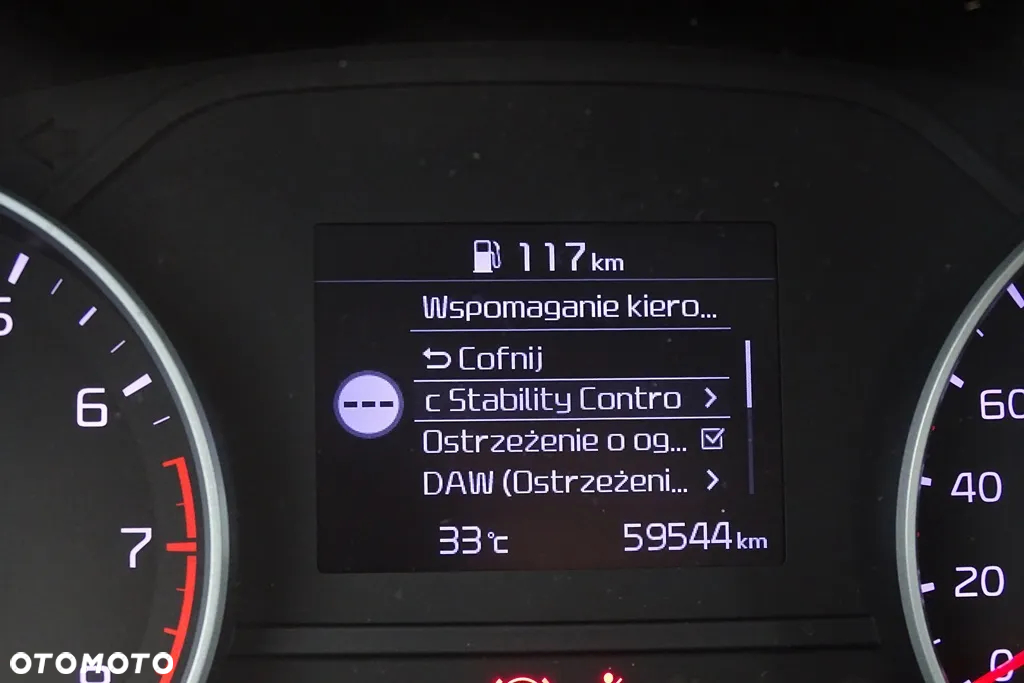 117 km
Wspomaganie kiero...
Cofnij
c Stability Contro
Ostrzeżenie o og...
DAW (Ostrzeżeni...
33 °C
59544 km
5
6
7
8
60
40
20
0
OTOMOTO